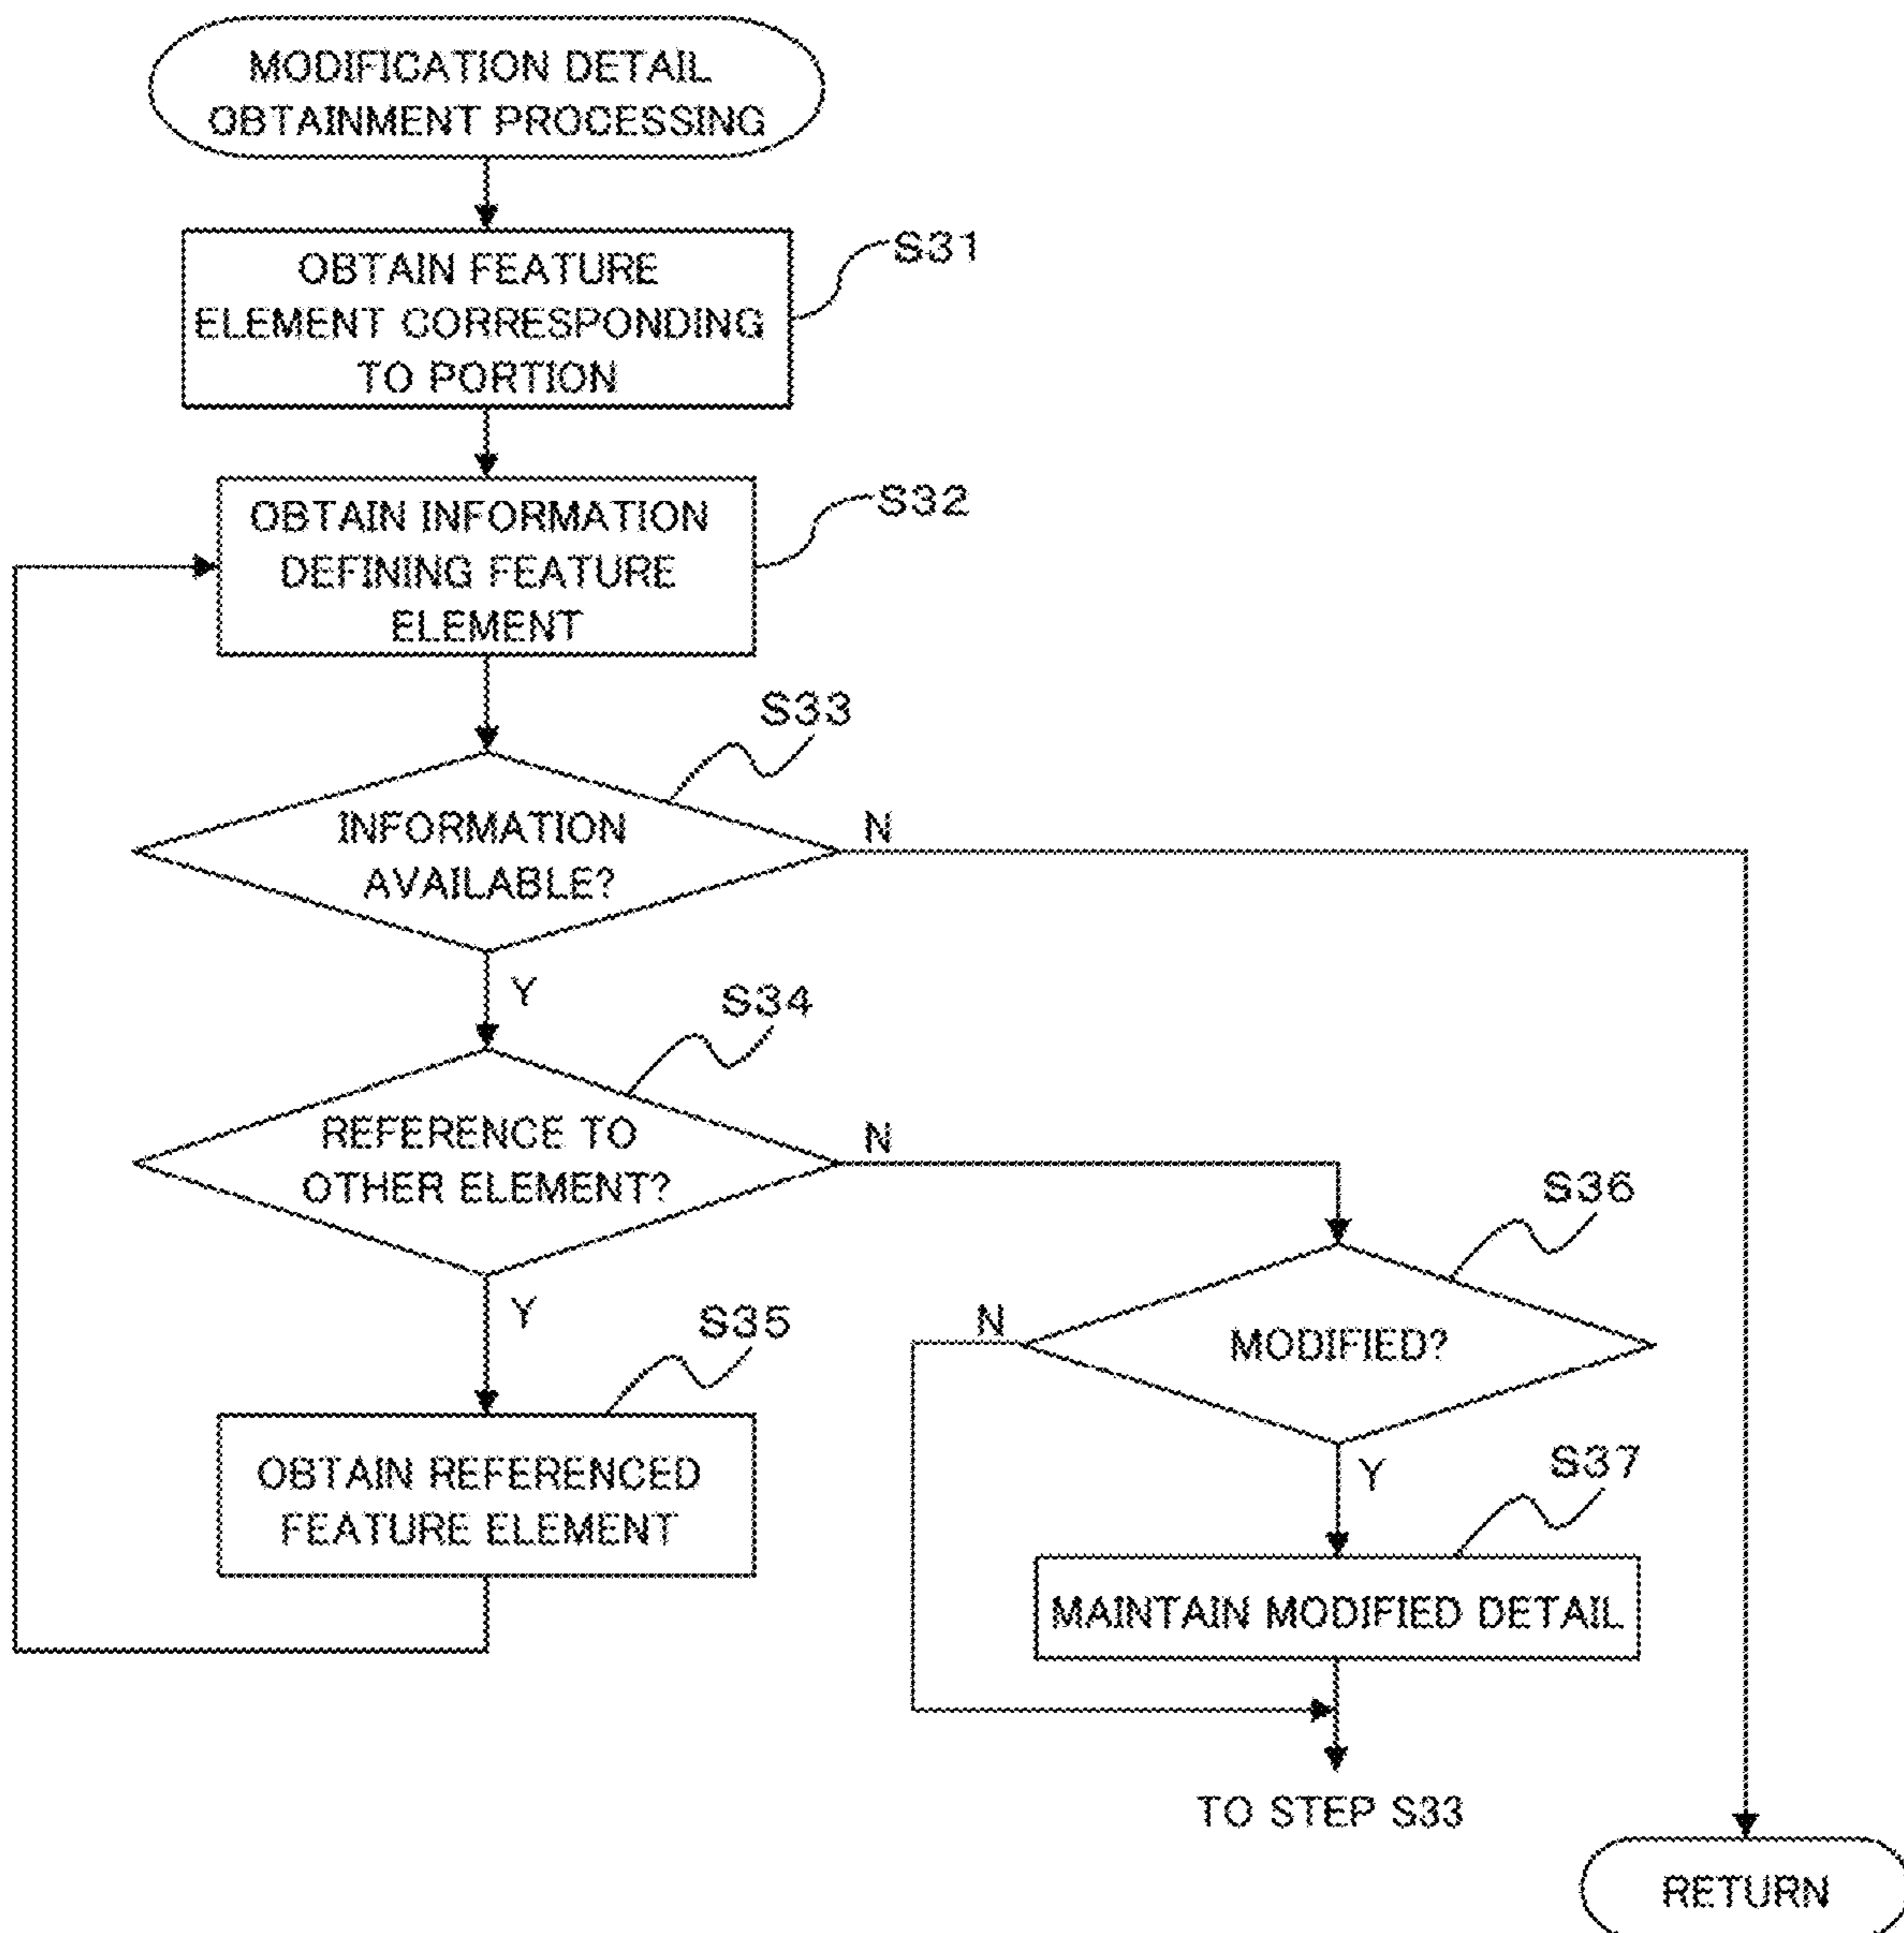 MODIFICATION DETAIL
OBTAINMENT PROCESSING
OBTAIN FEATURE
ELEMENT CORRESPONDING
TO PORTION
S31
OBTAIN INFORMATION
DEFINING FEATURE
ELEMENT
S32
S33
INFORMATION
AVAILABLE?
N
Y
S34
REFERENCE TO
OTHER ELEMENT?
N
Y
S35
OBTAIN REFERENCED
FEATURE ELEMENT
S36
MODIFIED?
N
Y
S37
MAINTAIN MODIFIED DETAIL
TO STEP S33
RETURN